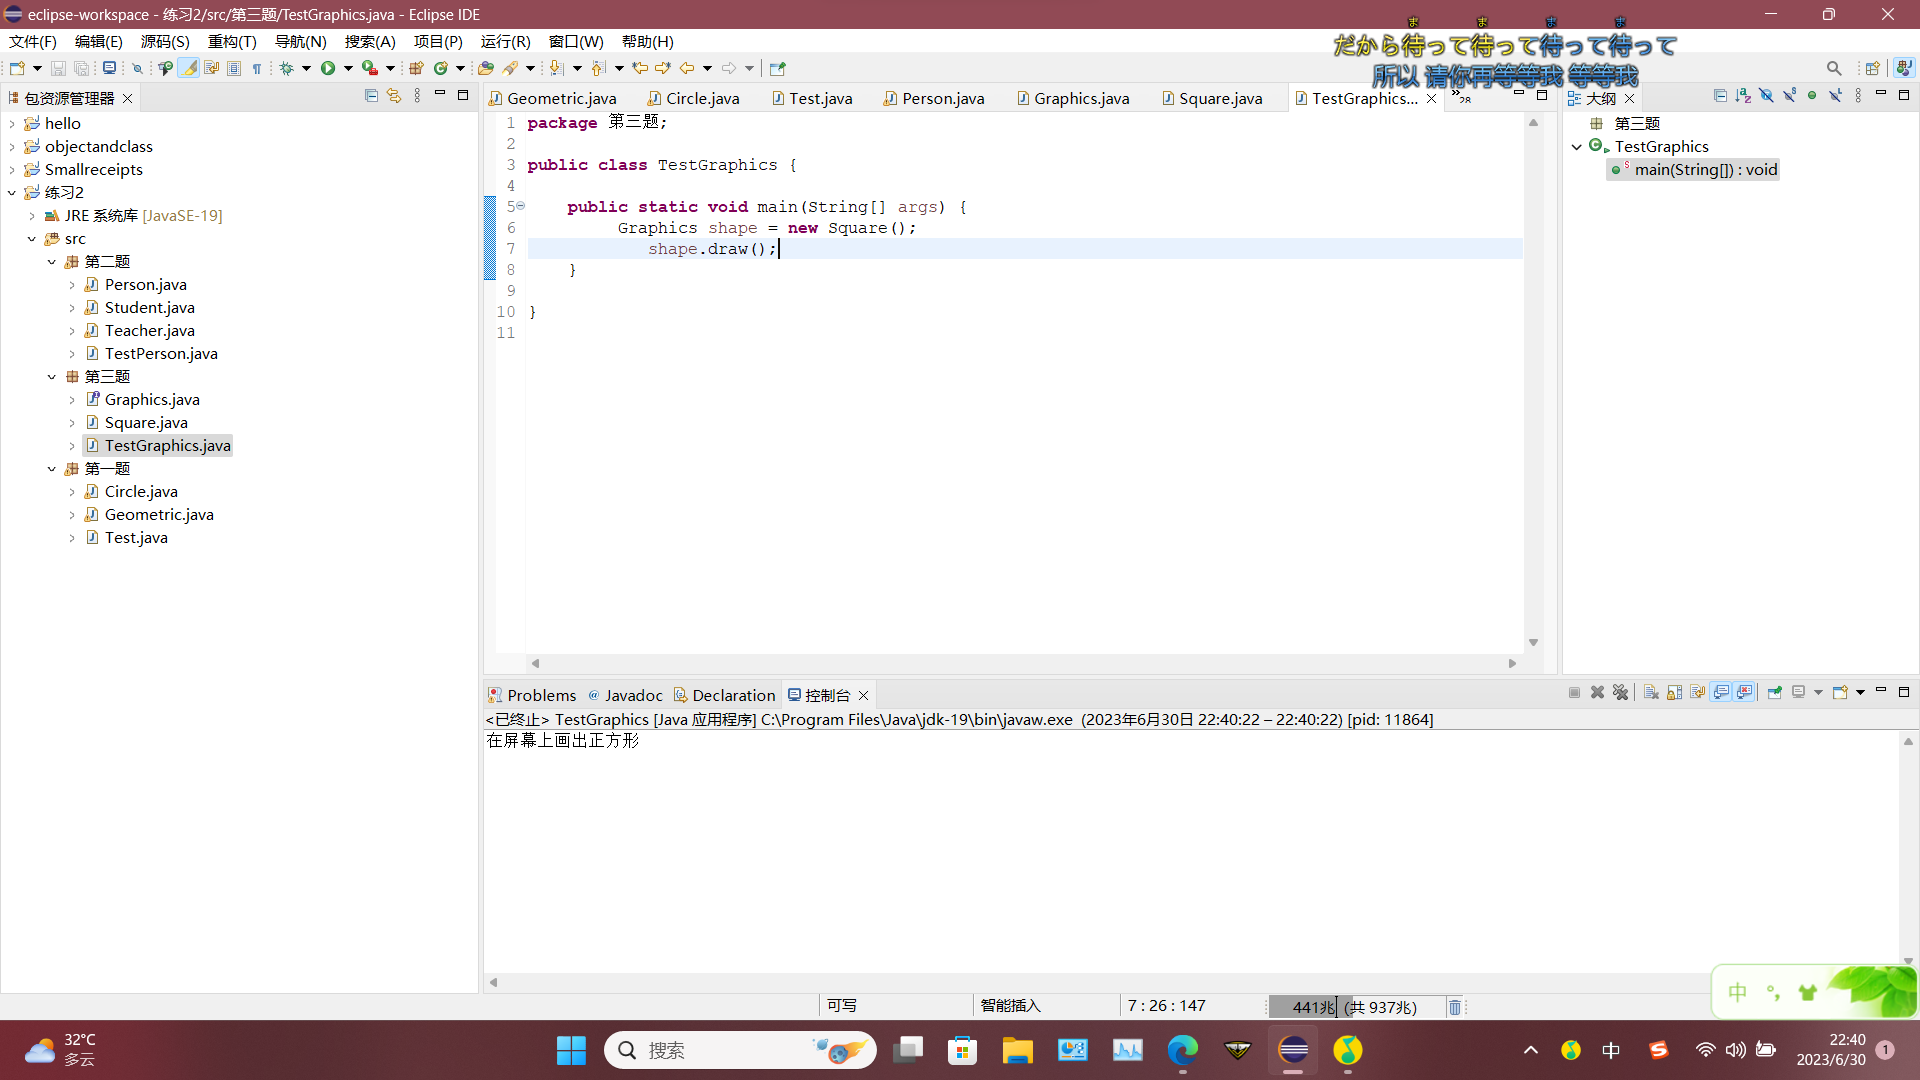 eclipse-workspace - 练习2/src/第三题/TestGraphics.java - Eclipse IDE
文件(F) 编辑(E) 源码(S) 重构(T) 导航(N) 搜索(A) 项目(P) 运行(R) 窗口(W) 帮助(H)
ま ま ま ま
だから待って待って待って待って
所以 请你再等等我 等等我
包资源管理器
hello
objectandclass
Smallreceipts
练习2
JRE 系统库 [JavaSE-19]
src
第二题
Person.java
Student.java
Teacher.java
TestPerson.java
第三题
Graphics.java
Square.java
TestGraphics.java
第一题
Circle.java
Geometric.java
Test.java
Geometric.java Circle.java Test.java Person.java Graphics.java Square.java TestGraphics... 28
1 package 第三题;
2
3 public class TestGraphics {
4
5 public static void main(String[] args) {
6 Graphics shape = new Square();
7 shape.draw();
8 }
9
10 }
11
大纲
第三题
TestGraphics
main(String[]) : void
Problems Javadoc Declaration 控制台
<已终止> TestGraphics [Java 应用程序] C:\Program Files\Java\jdk-19\bin\javaw.exe (2023年6月30日 22:40:22 – 22:40:22) [pid: 11864]
在屏幕上画出正方形
可写 智能插入 7 : 26 : 147 441兆 (共 937兆)
中 °,
32°C
多云
搜索
中
22:40
2023/6/30
1